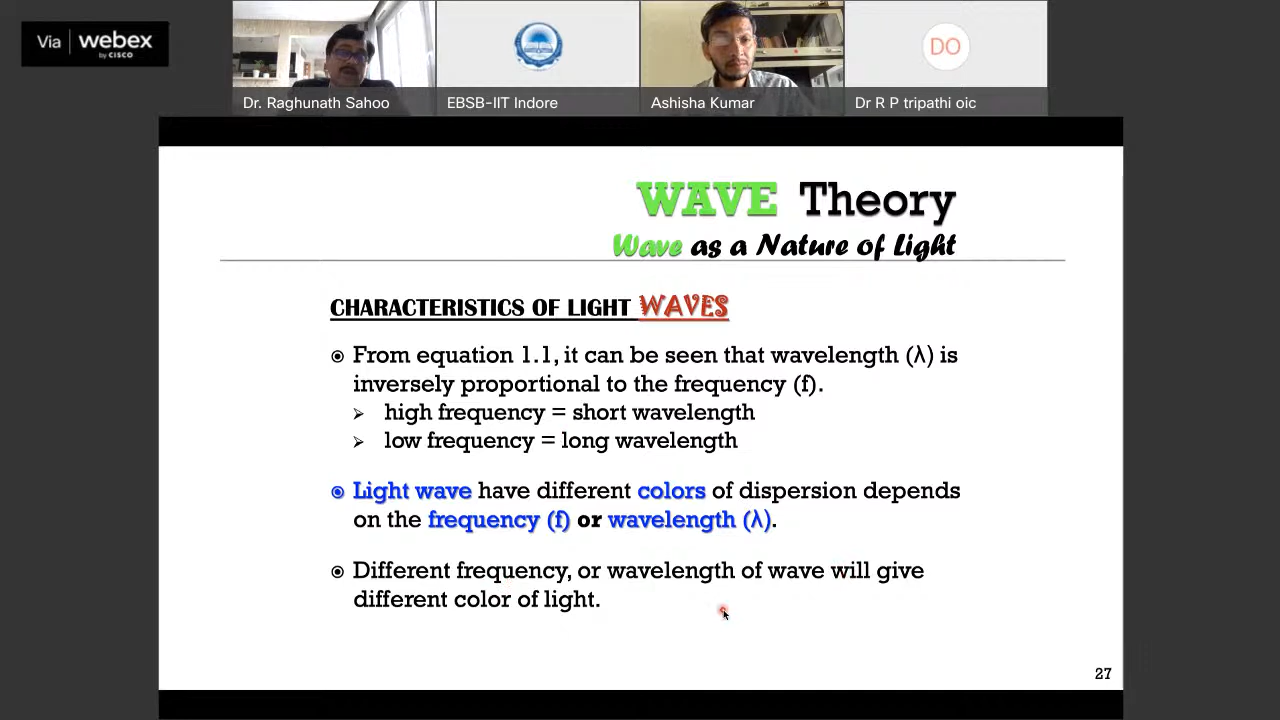 Via webex
by CISCO
DO
Dr. Raghunath Sahoo
EBSB-IIT Indore
Ashisha Kumar
Dr R P tripathi oic
WAVE Theory
Wave as a Nature of Light
CHARACTERISTICS OF LIGHT WAVES
From equation 1.1, it can be seen that wavelength (λ) is
inversely proportional to the frequency (f).
high frequency = short wavelength
low frequency = long wavelength
Light wave have different colors of dispersion depends
on the frequency (f) or wavelength (λ).
Different frequency, or wavelength of wave will give
different color of light.
27